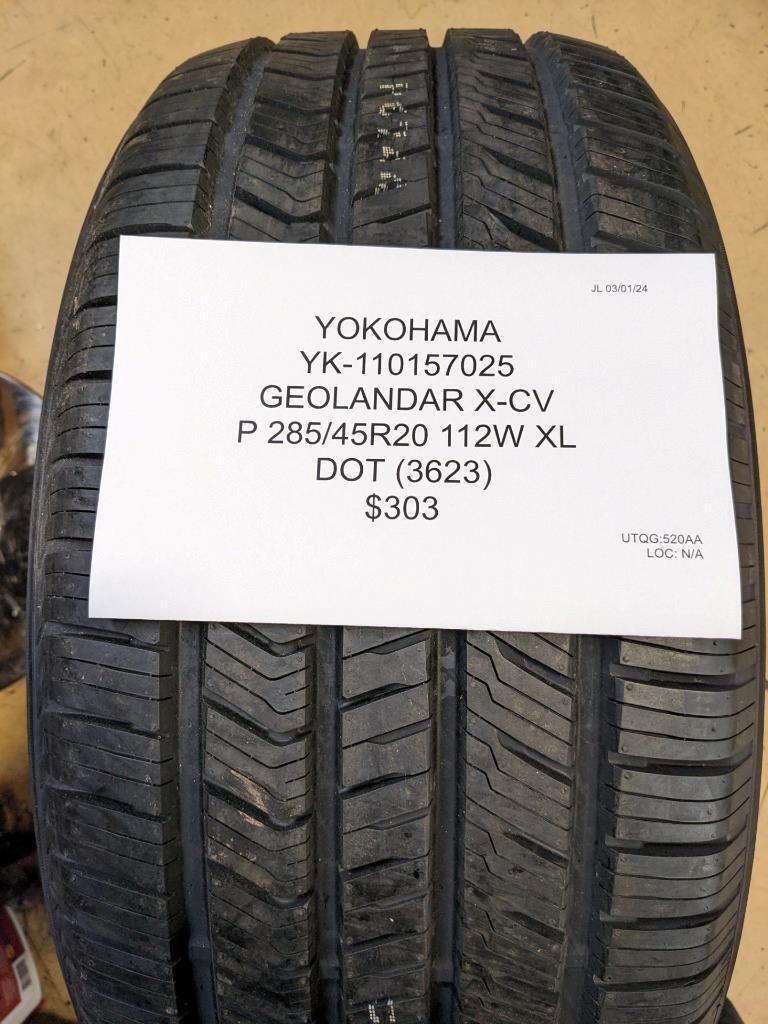 JL 03/01/24
YOKOHAMA
YK-110157025
GEOLANDAR X-CV
P 285/45R20 112W XL
DOT (3623)
$303
UTQG:520AA
LOC: N/A